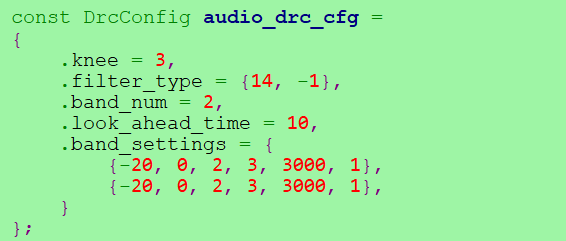 const DrcConfig audio_drc_cfg =
{
    .knee = 3,
    .filter_type = {14, -1},
    .band_num = 2,
    .look_ahead_time = 10,
    .band_settings = {
        {-20, 0, 2, 3, 3000, 1},
        {-20, 0, 2, 3, 3000, 1},
    }
};